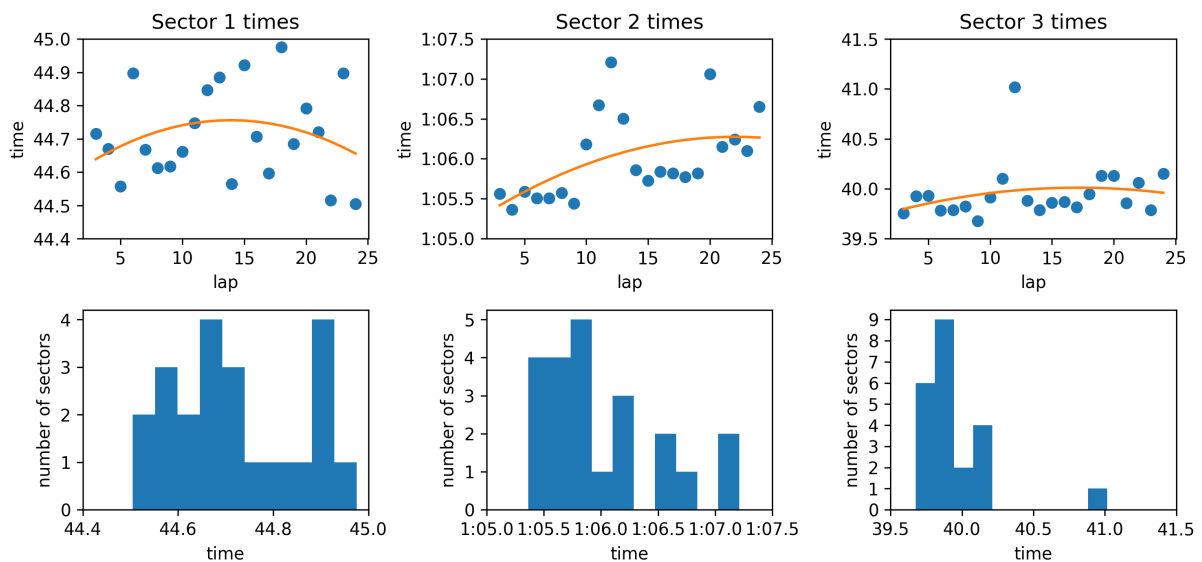 Sector 1 times
45.0
44.9
44.8
44.7
44.6
44.5
44.4
time
5 10 15 20 25
lap
Sector 2 times
1:07.5
1:07.0
1:06.5
1:06.0
1:05.5
1:05.0
time
5 10 15 20 25
lap
Sector 3 times
41.5
41.0
40.5
40.0
39.5
time
5 10 15 20 25
lap
4
3
2
1
0
number of sectors
44.4 44.6 44.8 45.0
time
5
4
3
2
1
0
number of sectors
1:05.0 1:05.5 1:06.0 1:06.5 1:07.0 1:07.5
time
9
8
7
6
5
4
3
2
1
0
number of sectors
39.5 40.0 40.5 41.0 41.5
time